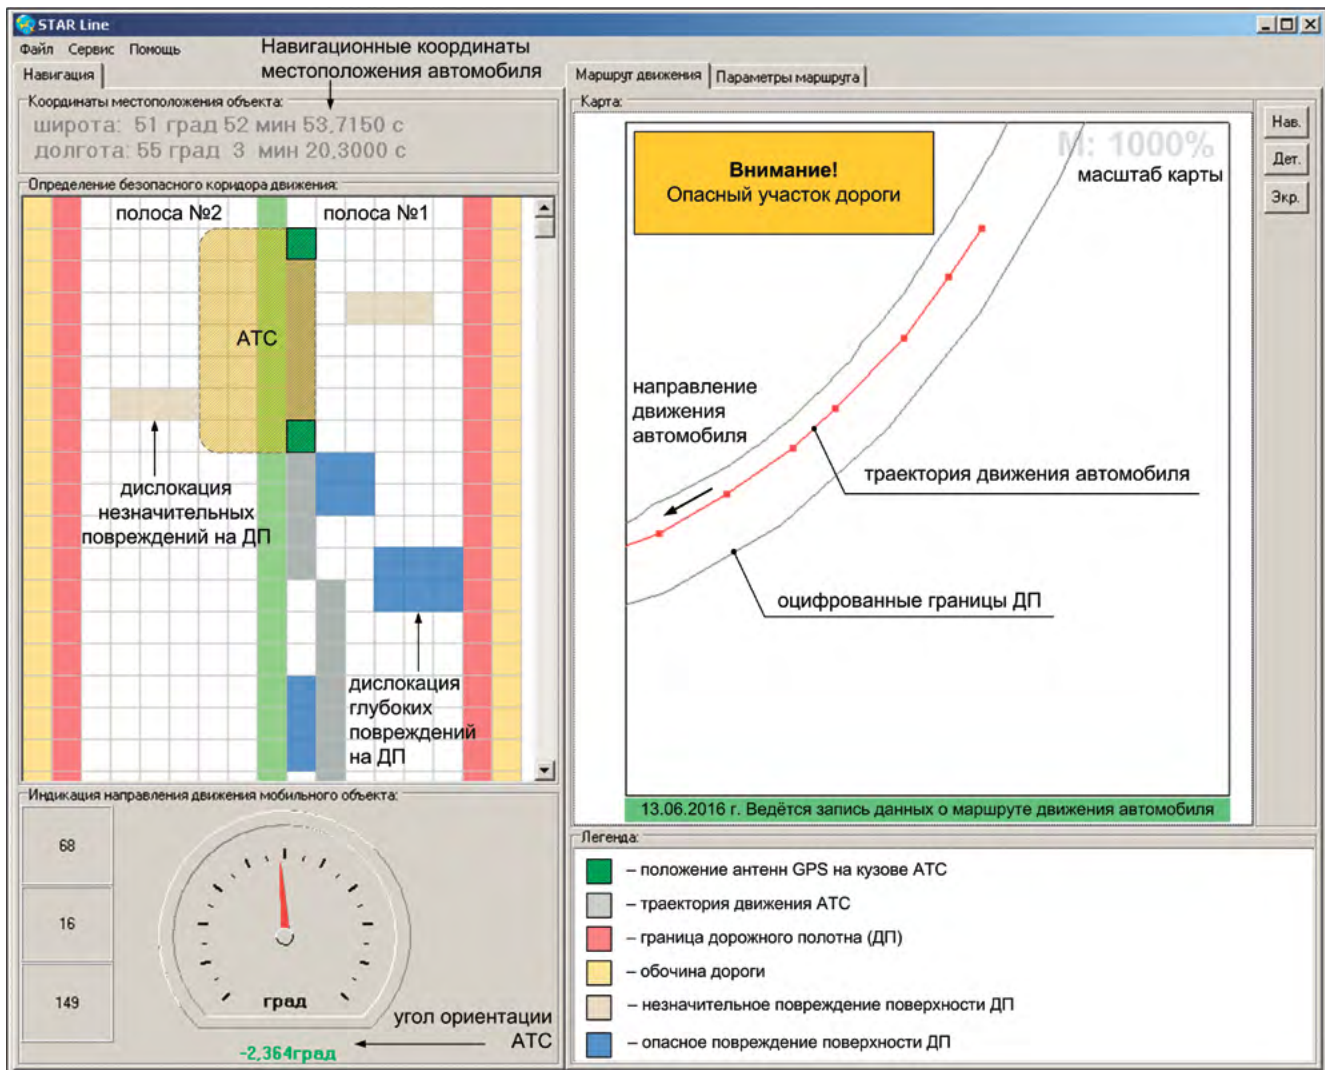 STAR Line
Файл Сервис Помощь
Навигационные координаты
местоположения автомобиля
Навигация
Координаты местоположения объекта:
широта: 51 град 52 мин 53,7150 с
долгота: 55 град 3 мин 20,3000 с
Определение безопасного коридора движения:
полоса №2
полоса №1
АТС
дислокация
незначительных
повреждений на ДП
дислокация
глубоких
повреждений
на ДП
Индикация направления движения мобильного объекта:
68
16
149
град
-2,364град
угол ориентации
АТС
Маршрут движения
Параметры маршрута
Карта:
Внимание!
Опасный участок дороги
М: 1000%
масштаб карты
Нав.
Дет.
Экр.
направление
движения
автомобиля
траектория движения автомобиля
оцифрованные границы ДП
13.06.2016 г. Ведётся запись данных о маршруте движения автомобиля
Легенда:
– положение антенн GPS на кузове АТС
– траектория движения АТС
– граница дорожного полотна (ДП)
– обочина дороги
– незначительное повреждение поверхности ДП
– опасное повреждение поверхности ДП